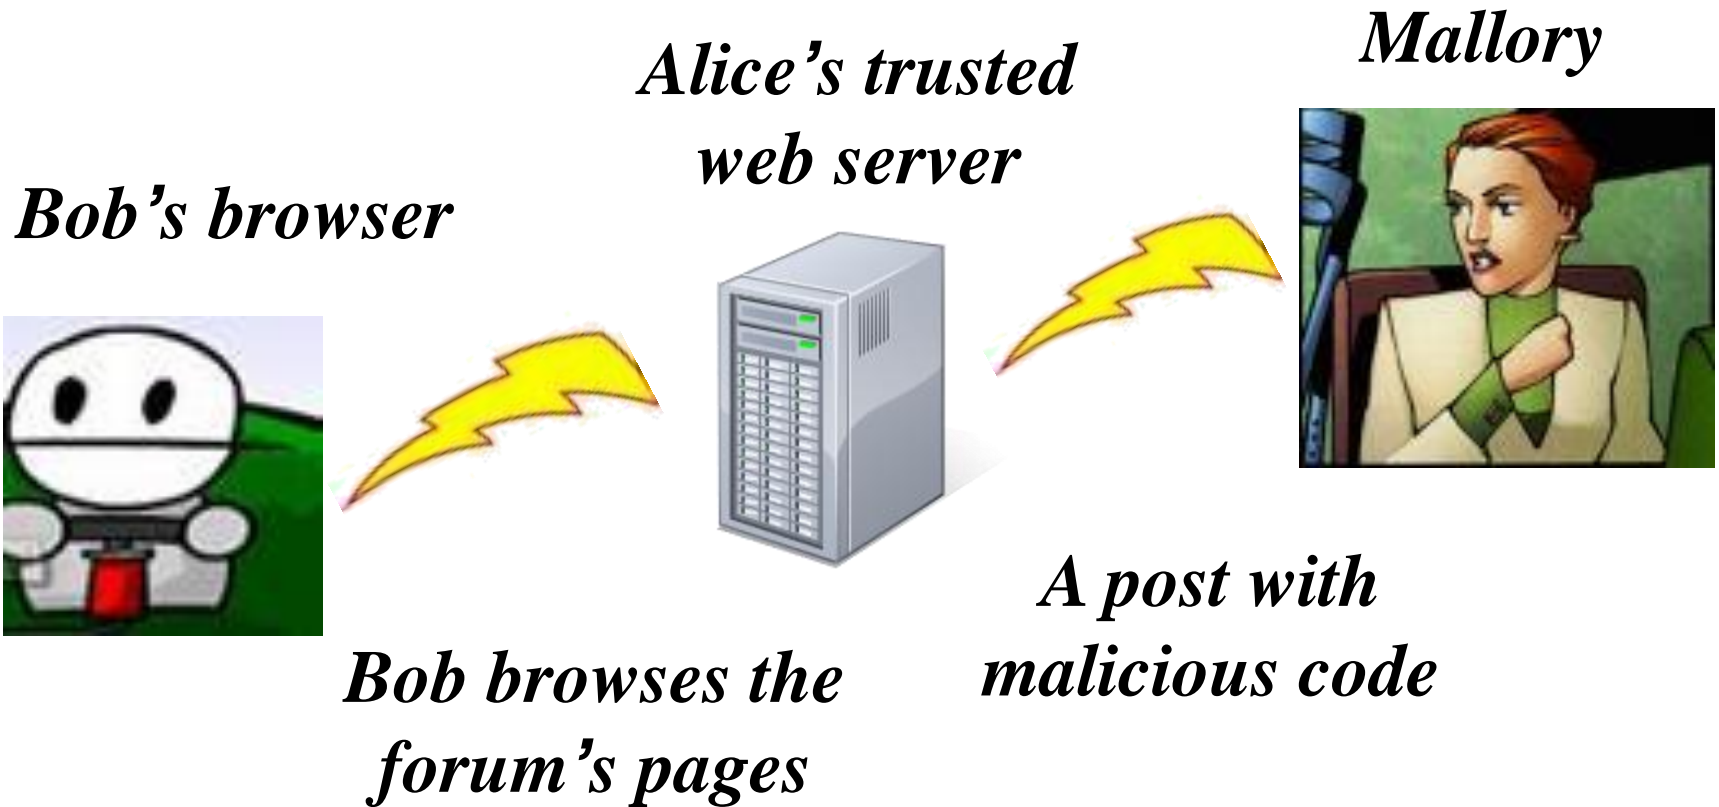 Mallory
Alice’s trusted
web server
Bob’s browser
A post with
malicious code
Bob browses the
forum’s pages